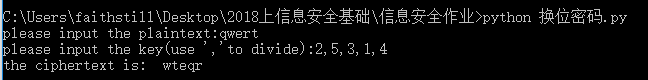 C:\Users\faithsti11\Desktop\2018上信息安全基础\信息安全作业>python 换位密码.py
please input the plaintext:qwert
please input the key(use ','to divide):2,5,3,1,4
the ciphertext is:  wteqr